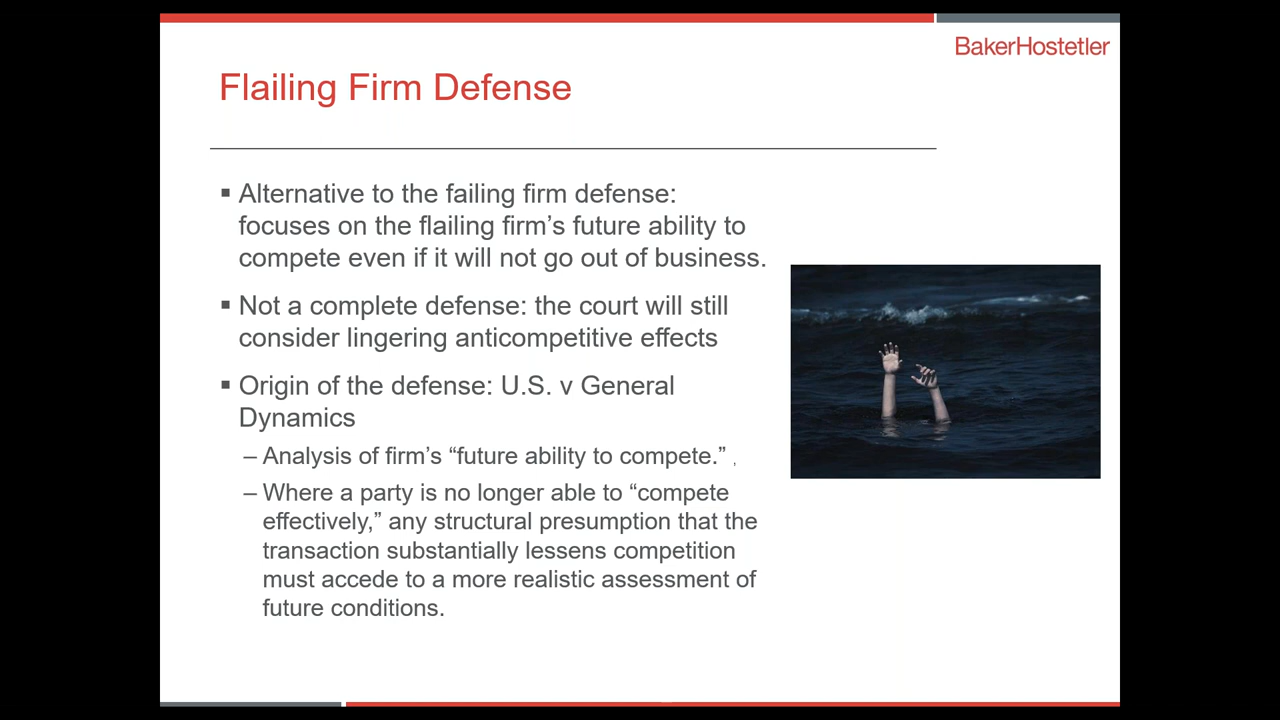 BakerHostetler
Flailing Firm Defense
▪ Alternative to the failing firm defense:
focuses on the flailing firm’s future ability to
compete even if it will not go out of business.
▪ Not a complete defense: the court will still
consider lingering anticompetitive effects
▪ Origin of the defense: U.S. v General
Dynamics
– Analysis of firm’s “future ability to compete.” ,
– Where a party is no longer able to “compete
effectively,” any structural presumption that the
transaction substantially lessens competition
must accede to a more realistic assessment of
future conditions.